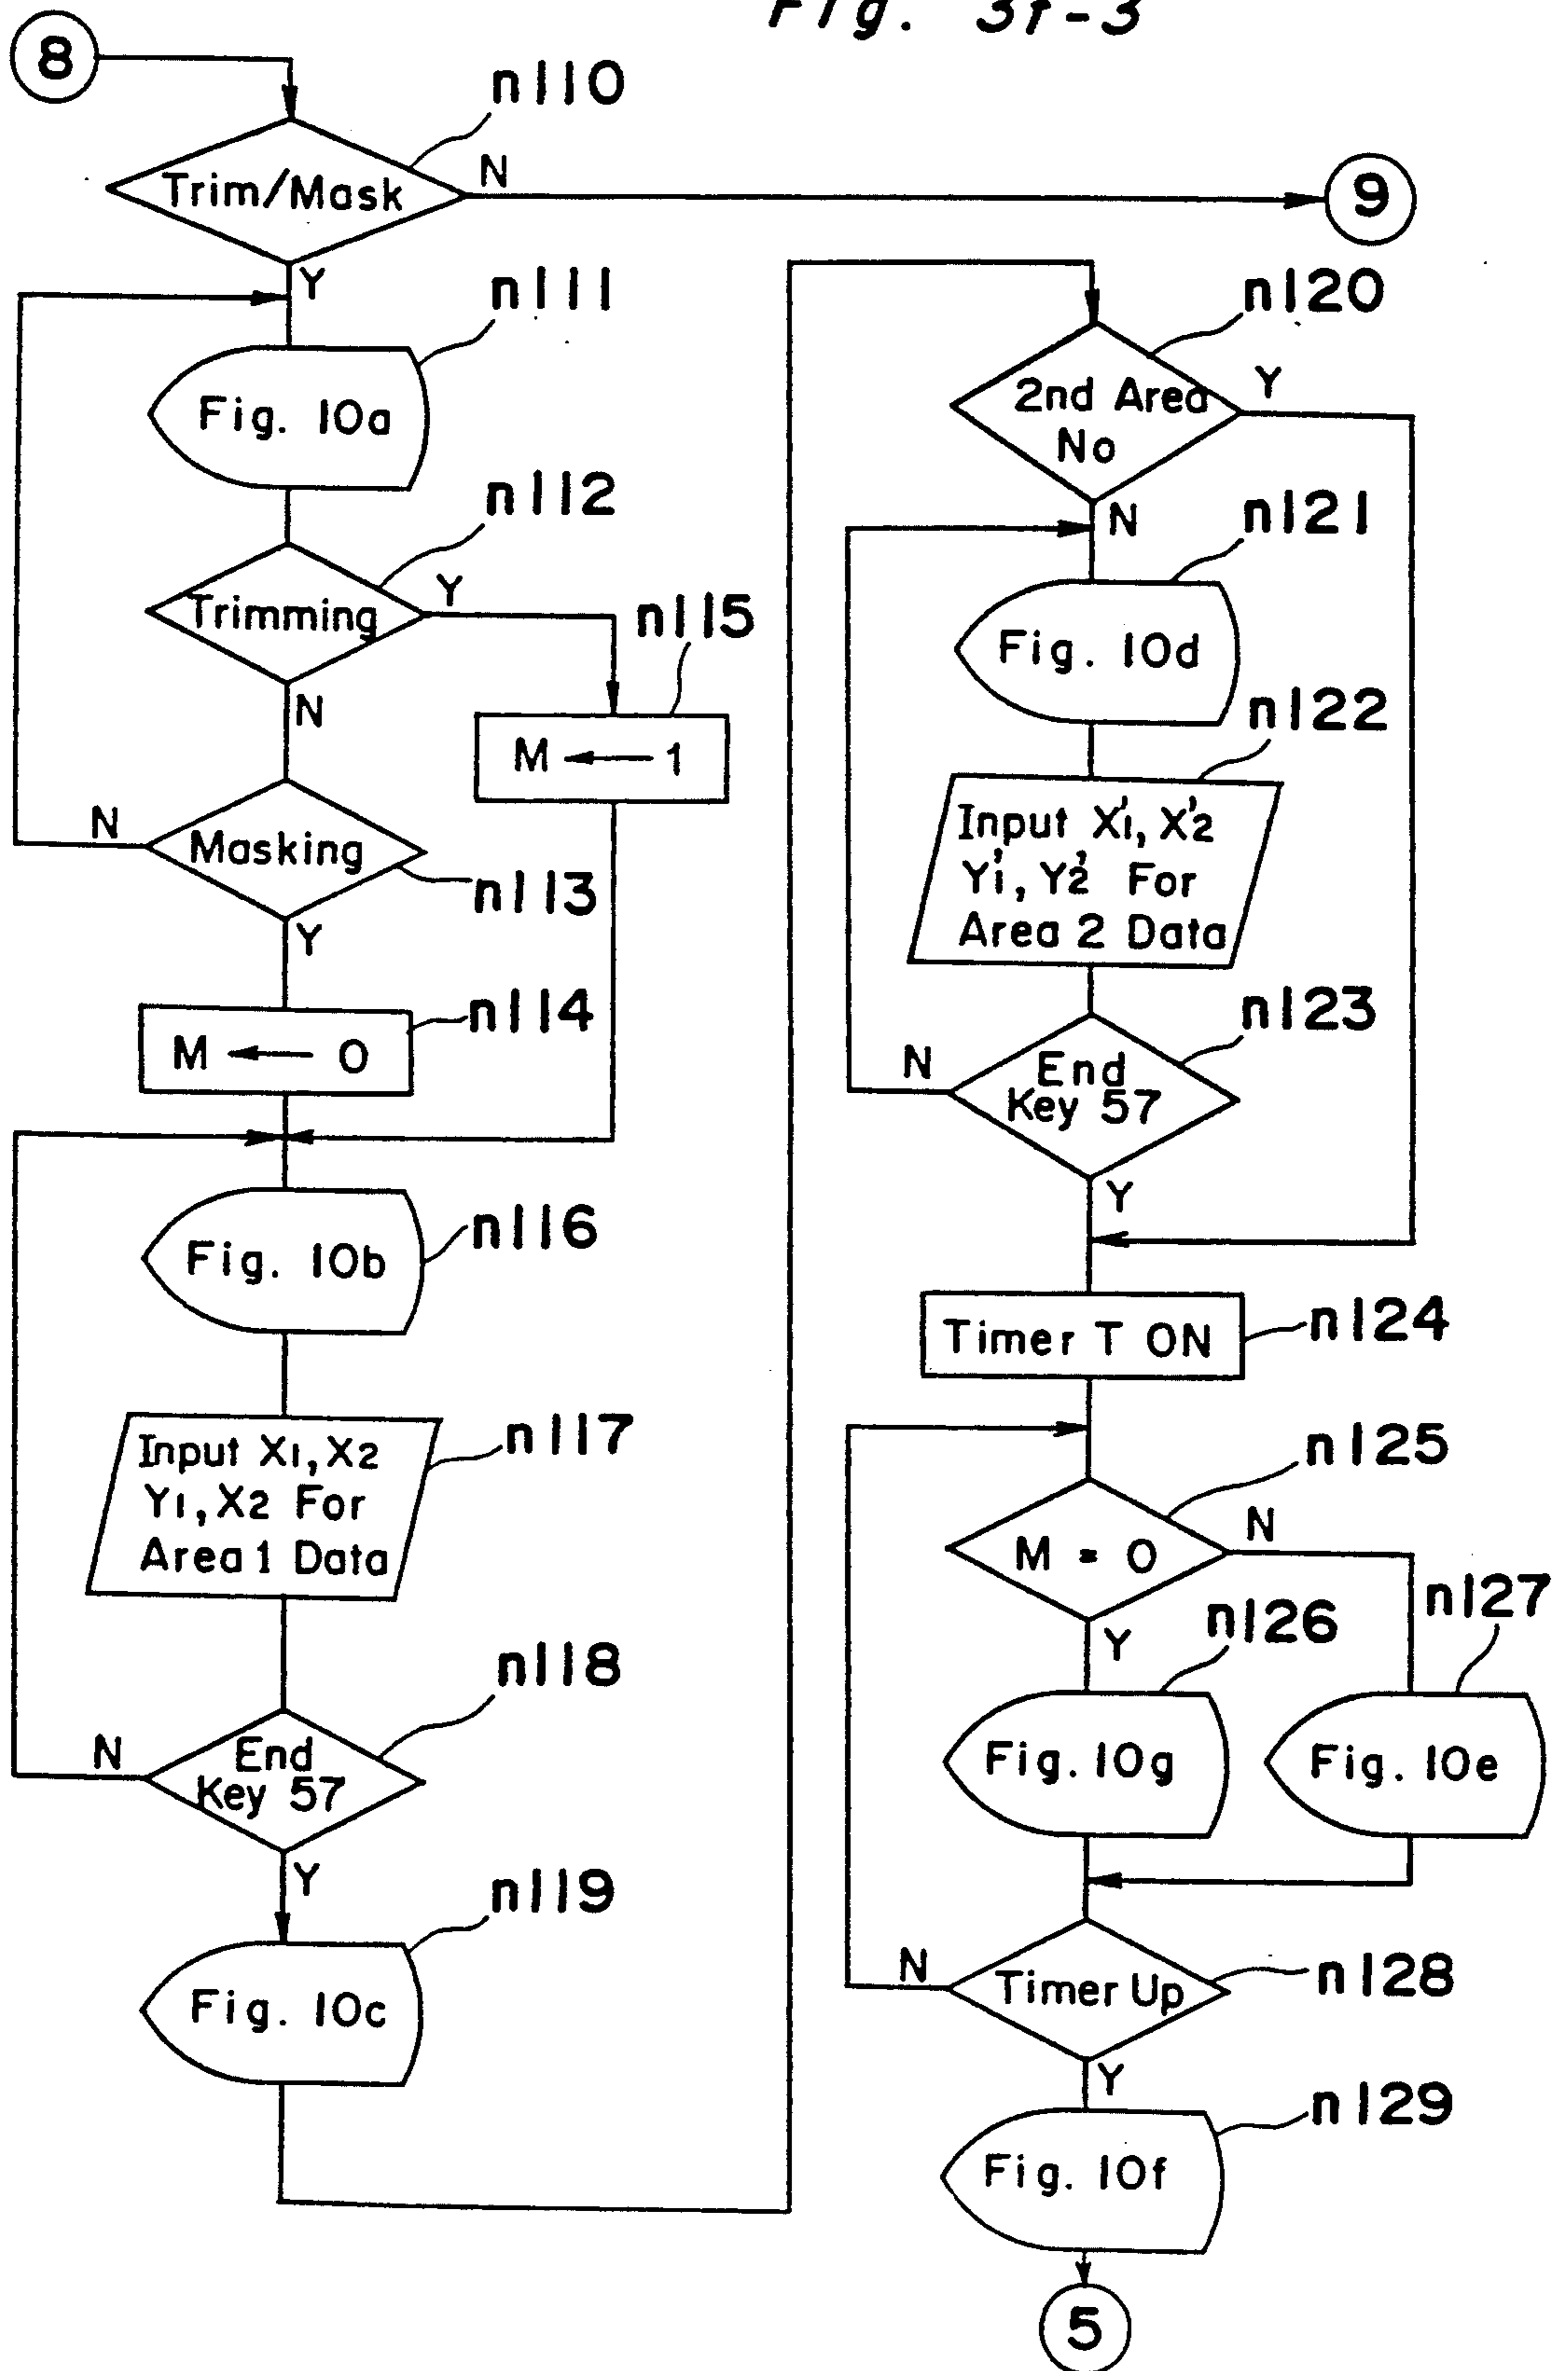 Fig. 3f-3
8
n110
Trim/Mask
N
9
Y
n111
Fig. 10a
n112
Trimming
Y
n115
M ← 1
N
Masking
N
n113
Y
n114
M ← 0
n116
Fig. 10b
n117
Input X1, X2
Y1, X2 For
Area 1 Data
n118
End
Key 57
N
Y
n119
Fig. 10c
n120
2nd Area
No
Y
N
n121
Fig. 10d
n122
Input X'1, X'2
Y'1, Y'2 For
Area 2 Data
n123
End
Key 57
N
Y
n124
Timer T ON
n125
M = 0
N
Y
n126
Fig. 10g
n127
Fig. 10e
n128
Timer Up
N
Y
n129
Fig. 10f
5